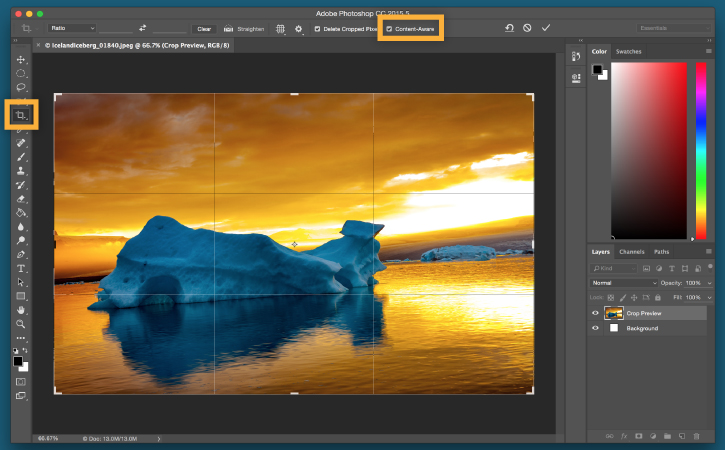 Adobe Photoshop CC 2015.5
Ratio
Clear
Straighten
Delete Cropped Pixels
Content-Aware
Essentials
× © icelandiceberg_01840.jpeg @ 66.7% (Crop Preview, RGB/8)
Color
Swatches
Layers
Channels
Paths
Kind
Normal
Opacity: 100%
Lock:
Fill: 100%
Crop Preview
Background
66.67%
© Doc: 13.0M/13.0M